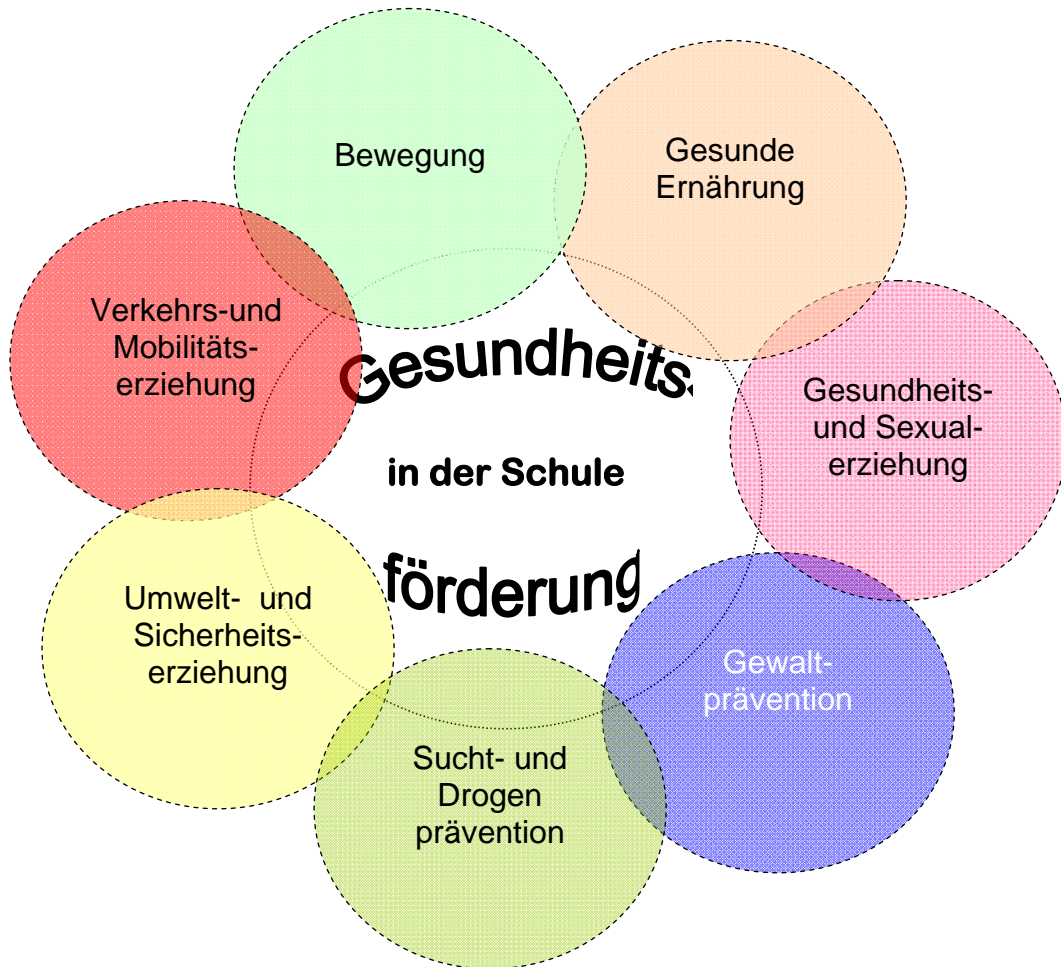 Bewegung
Gesunde
Ernährung
Verkehrs-und
Mobilitäts-
erziehung
Gesundheits-
in der Schule
förderung
Gesundheits-
und Sexual-
erziehung
Umwelt-  und
Sicherheits-
erziehung
Gewalt-
prävention
Sucht- und
Drogen
prävention